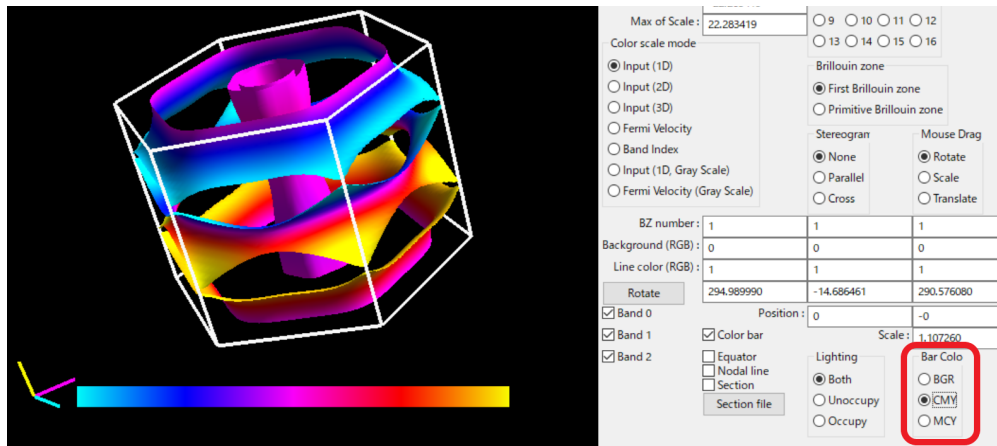 Max of Scale : 22.283419
9 10 11 12
13 14 15 16
Color scale mode
Input (1D)
Input (2D)
Input (3D)
Fermi Velocity
Band Index
Input (1D, Gray Scale)
Fermi Velocity (Gray Scale)
Brillouin zone
First Brillouin zone
Primitive Brillouin zone
Stereogran
None
Parallel
Cross
Mouse Drag
Rotate
Scale
Translate
BZ number : 1 1 1
Background (RGB) : 0 0 0
Line color (RGB) : 1 1 1
Rotate 294.989990 -14.686461 290.576080
Band 0 Position : 0 -0
Band 1 Color bar Scale : 1.107260
Band 2
Equator
Nodal line
Section
Section file
Lighting
Both
Unoccupy
Occupy
Bar Colo
BGR
CMY
MCY